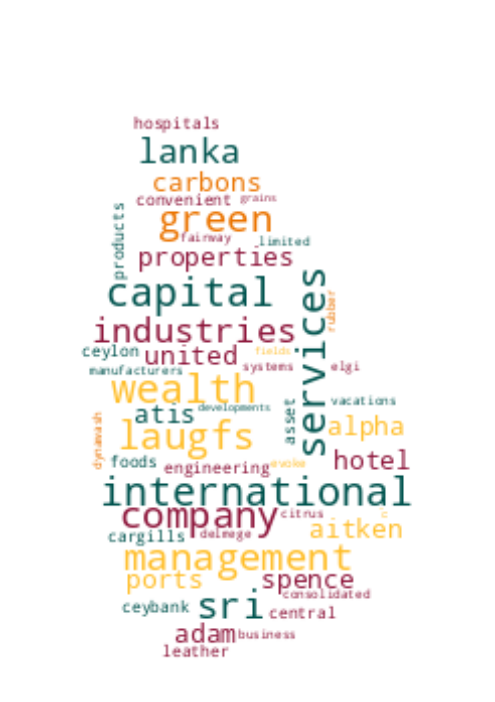 hospitals
lanka
carbons
convenient grains
green
products
fairway limited
properties
capital
services
rubber
industries
ceylon united fields
manufacturers systems elgi
wealth
atis developments asset vacations
laugfs alpha
dynawash
foods engineering evoke hotel
international
company citrus c
cargills delmege aitken
management
ports spence
consolidated
ceybank sri central
adam business
leather